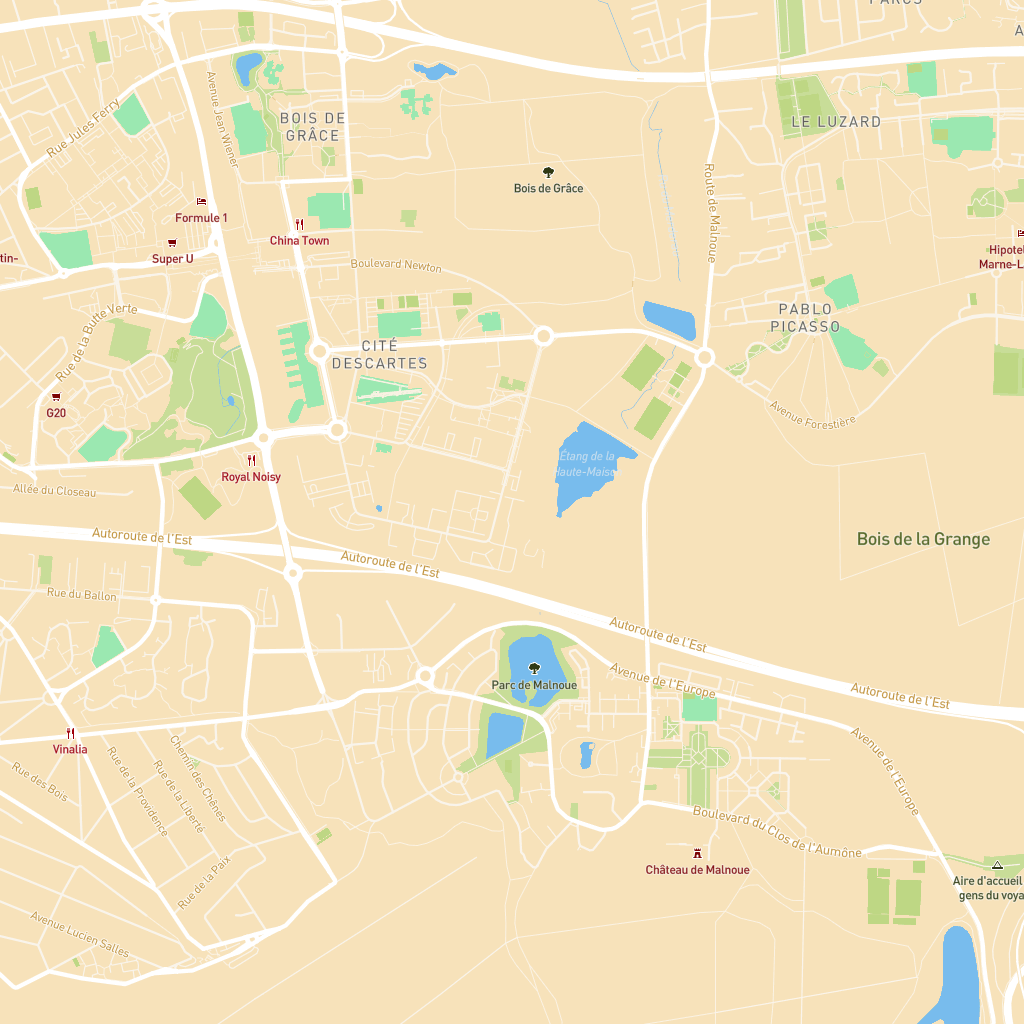 PARCS
A
BOIS DE
GRÂCE
LE LUZARD
Rue Jules Ferry
Avenue Jean Wiener
Bois de Grâce
Route de Malnoue
Formule 1
China Town
Super U
tin-
Hipotel
Marne-L
Boulevard Newton
Rue de la Butte Verte
PABLO
PICASSO
CITÉ
DESCARTES
G20
Avenue Forestière
Étang de la
Haute-Maiso
Royal Noisy
Allée du Closeau
Autoroute de l'Est
Autoroute de l'Est
Bois de la Grange
Rue du Ballon
Autoroute de l'Est
Parc de Malnoue
Avenue de l'Europe
Autoroute de l'Est
Vinalia
Avenue de l'Europe
Rue des Bois
Rue de la Providence
Rue de la Liberté
Chemin des Chênes
Boulevard du Clos de l'Aumône
Château de Malnoue
Rue de la Paix
Aire d'accueil
gens du voya
Avenue Lucien Salles